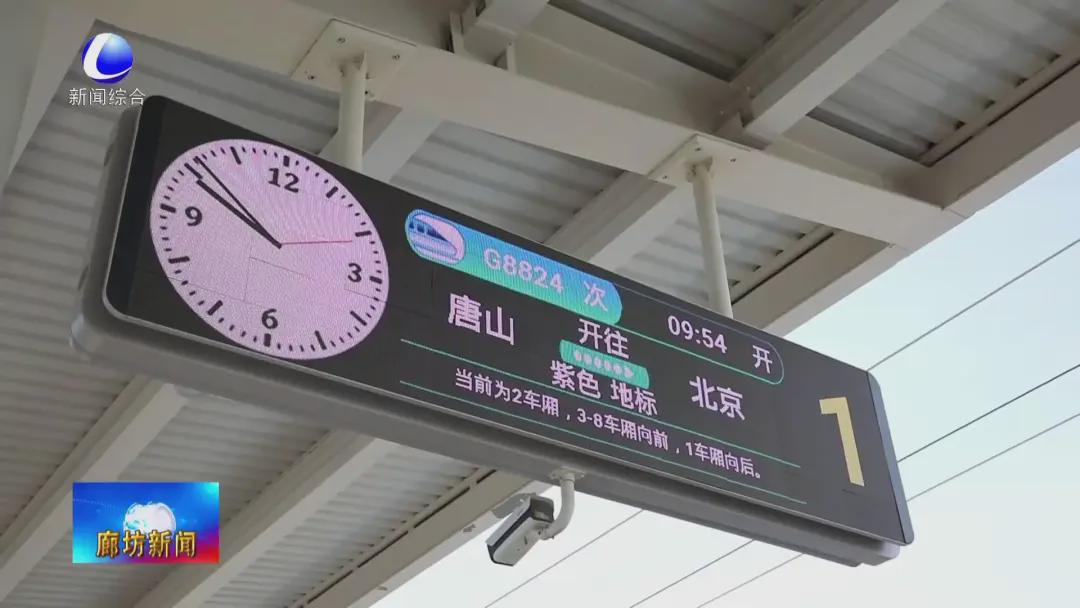 新闻综合
12
9
3
6
G8824 次
09:54 开
唐山
开往
北京
紫色 地标
当前为2车厢，3-8车厢向前，1车厢向后。
1
廊坊新闻